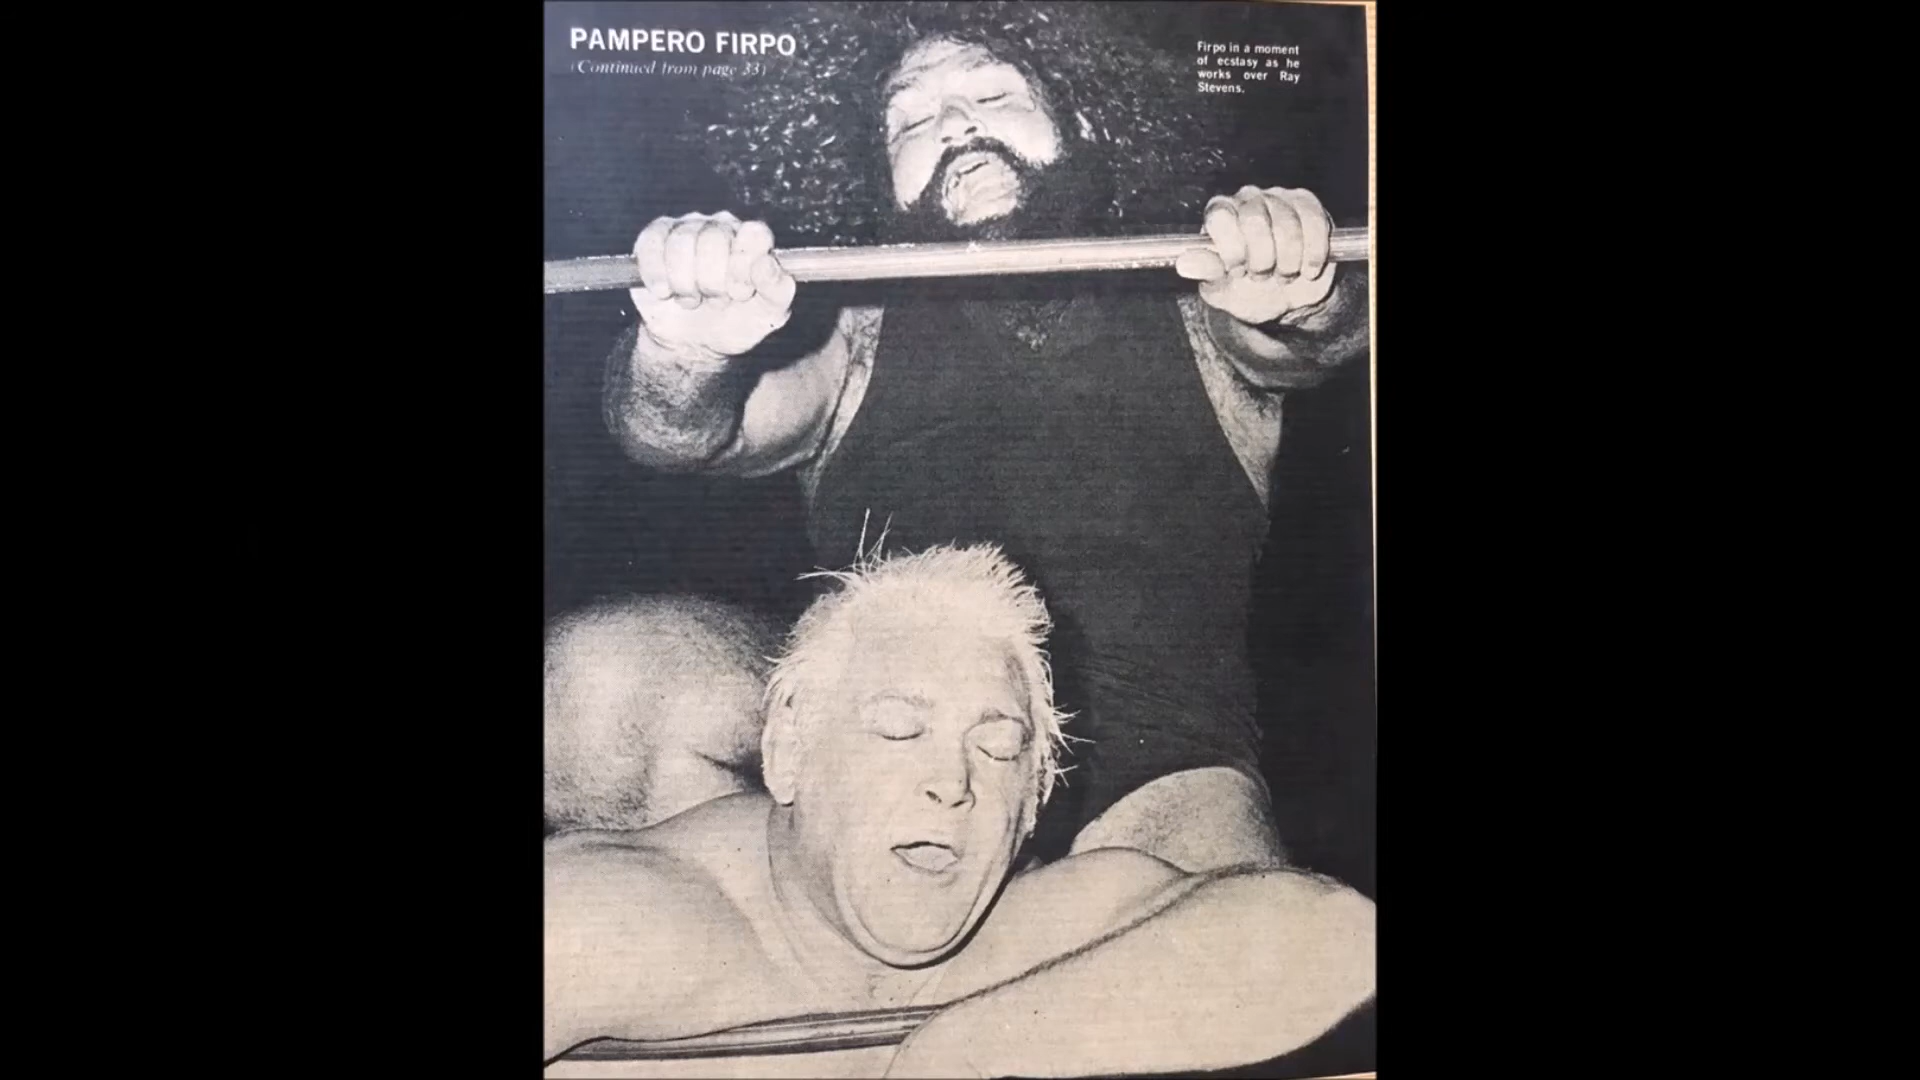 PAMPERO FIRPO
(Continued from page 33)
Firpo in a moment
of ecstasy as he
works over Ray
Stevens.